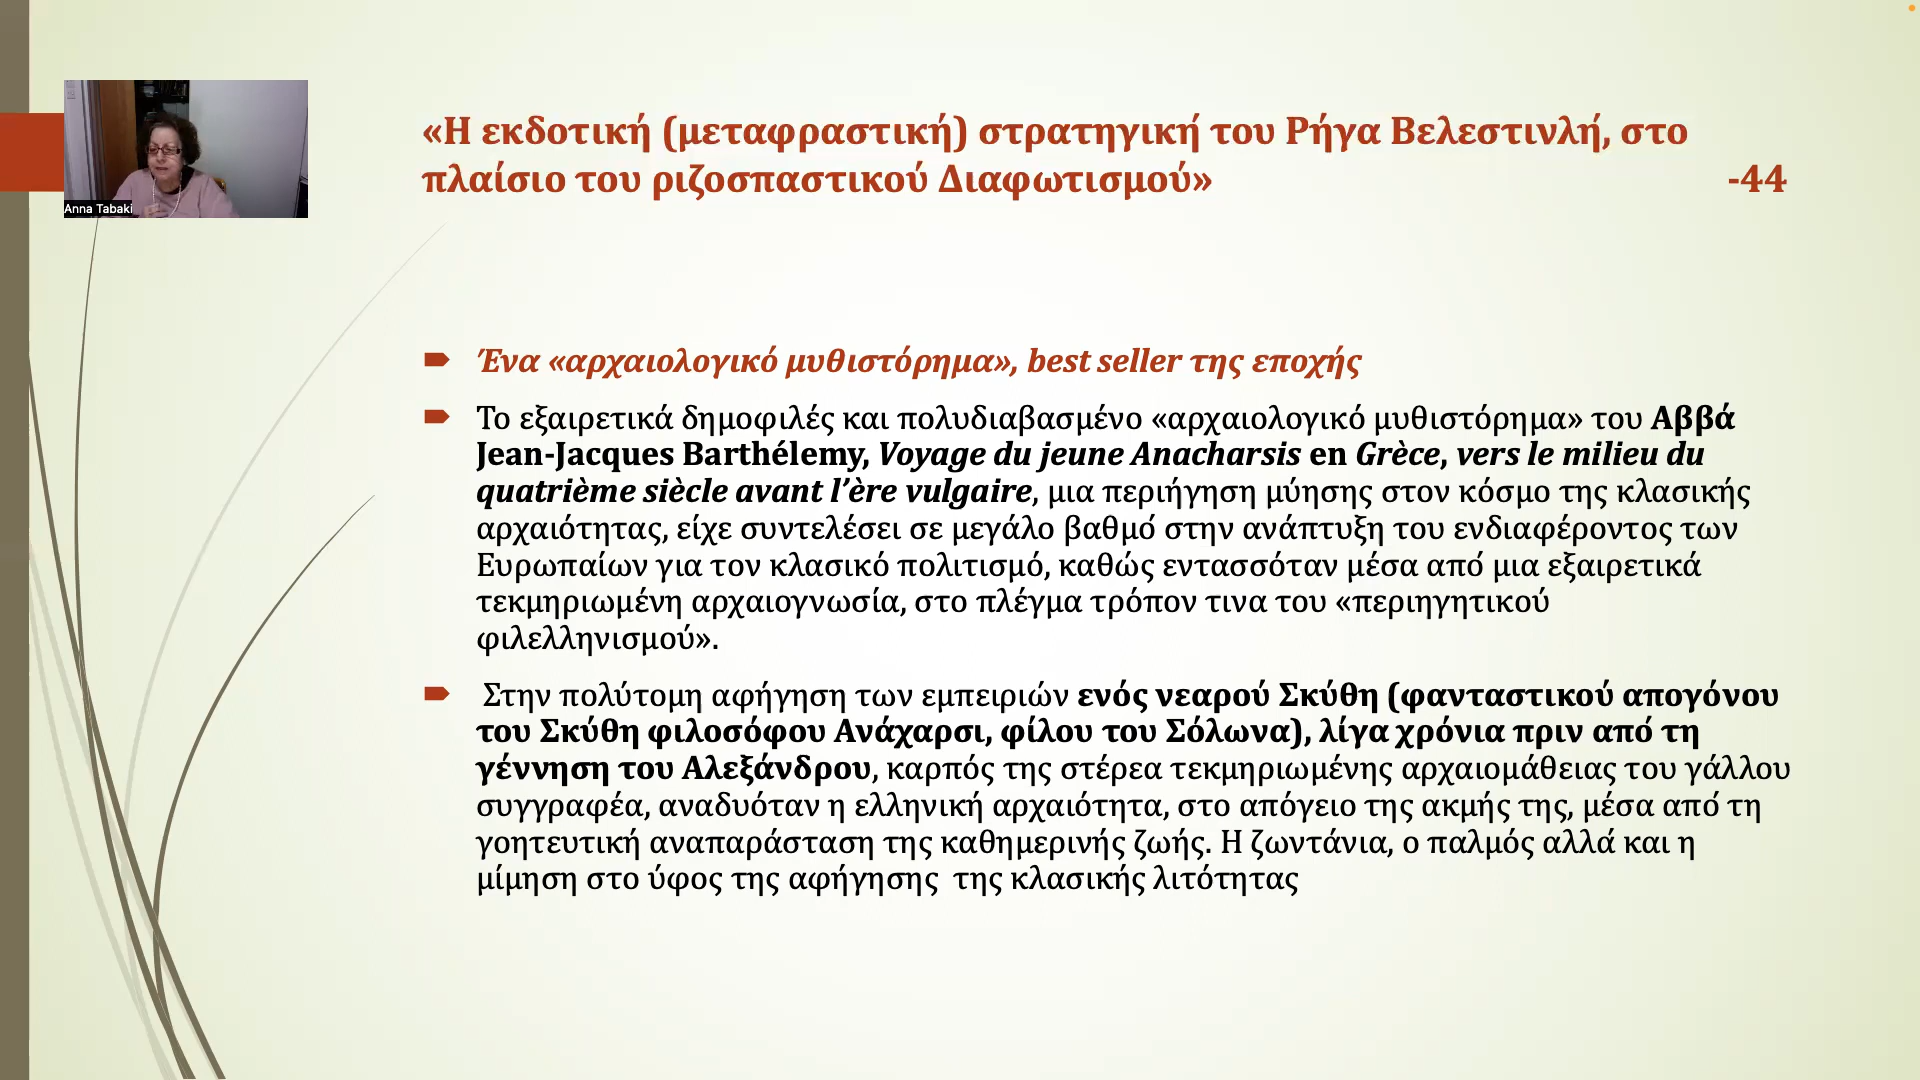 «Η εκδοτική (μεταφραστική) στρατηγική του Ρήγα Βελεστινλή, στο
πλαίσιο του ριζοσπαστικού Διαφωτισμού» -44
Anna Tabaki
Ένα «αρχαιολογικό μυθιστόρημα», best seller της εποχής
Το εξαιρετικά δημοφιλές και πολυδιαβασμένο «αρχαιολογικό μυθιστόρημα» του Αββά
Jean-Jacques Barthélemy, Voyage du jeune Anacharsis en Grèce, vers le milieu du
quatrième siècle avant l’ère vulgaire, μια περιήγηση μύησης στον κόσμο της κλασικής
αρχαιότητας, είχε συντελέσει σε μεγάλο βαθμό στην ανάπτυξη του ενδιαφέροντος των
Ευρωπαίων για τον κλασικό πολιτισμό, καθώς εντασσόταν μέσα από μια εξαιρετικά
τεκμηριωμένη αρχαιογνωσία, στο πλέγμα τρόπον τινα του «περιηγητικού
φιλελληνισμού».
Στην πολύτομη αφήγηση των εμπειριών ενός νεαρού Σκύθη (φανταστικού απογόνου
του Σκύθη φιλοσόφου Ανάχαρσι, φίλου του Σόλωνα), λίγα χρόνια πριν από τη
γέννηση του Αλεξάνδρου, καρπός της στέρεα τεκμηριωμένης αρχαιομάθειας του γάλλου
συγγραφέα, αναδυόταν η ελληνική αρχαιότητα, στο απόγειο της ακμής της, μέσα από τη
γοητευτική αναπαράσταση της καθημερινής ζωής. Η ζωντάνια, ο παλμός αλλά και η
μίμηση στο ύφος της αφήγησης  της κλασικής λιτότητας